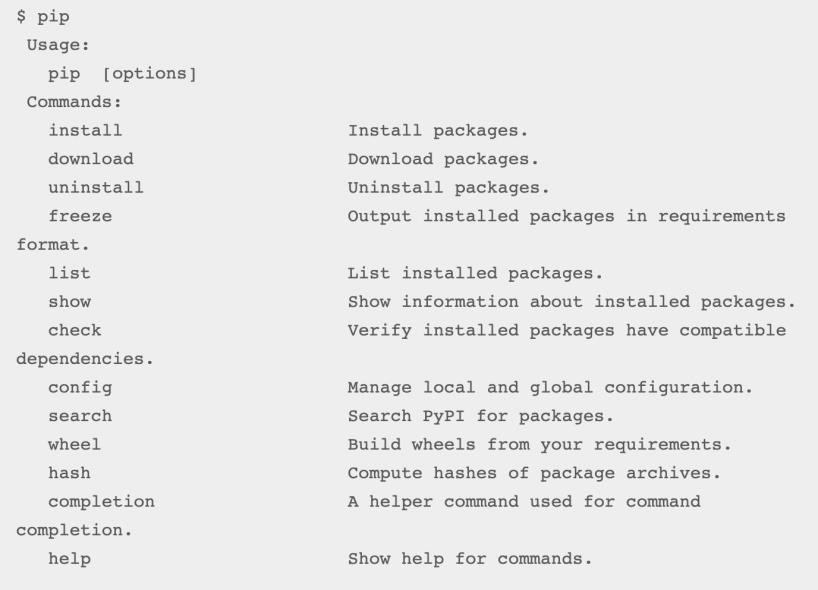 $ pip
 Usage:
   pip  [options]
 Commands:
   install                     Install packages.
   download                    Download packages.
   uninstall                   Uninstall packages.
   freeze                      Output installed packages in requirements
format.
   list                        List installed packages.
   show                        Show information about installed packages.
   check                       Verify installed packages have compatible
dependencies.
   config                      Manage local and global configuration.
   search                      Search PyPI for packages.
   wheel                       Build wheels from your requirements.
   hash                        Compute hashes of package archives.
   completion                  A helper command used for command
completion.
   help                        Show help for commands.